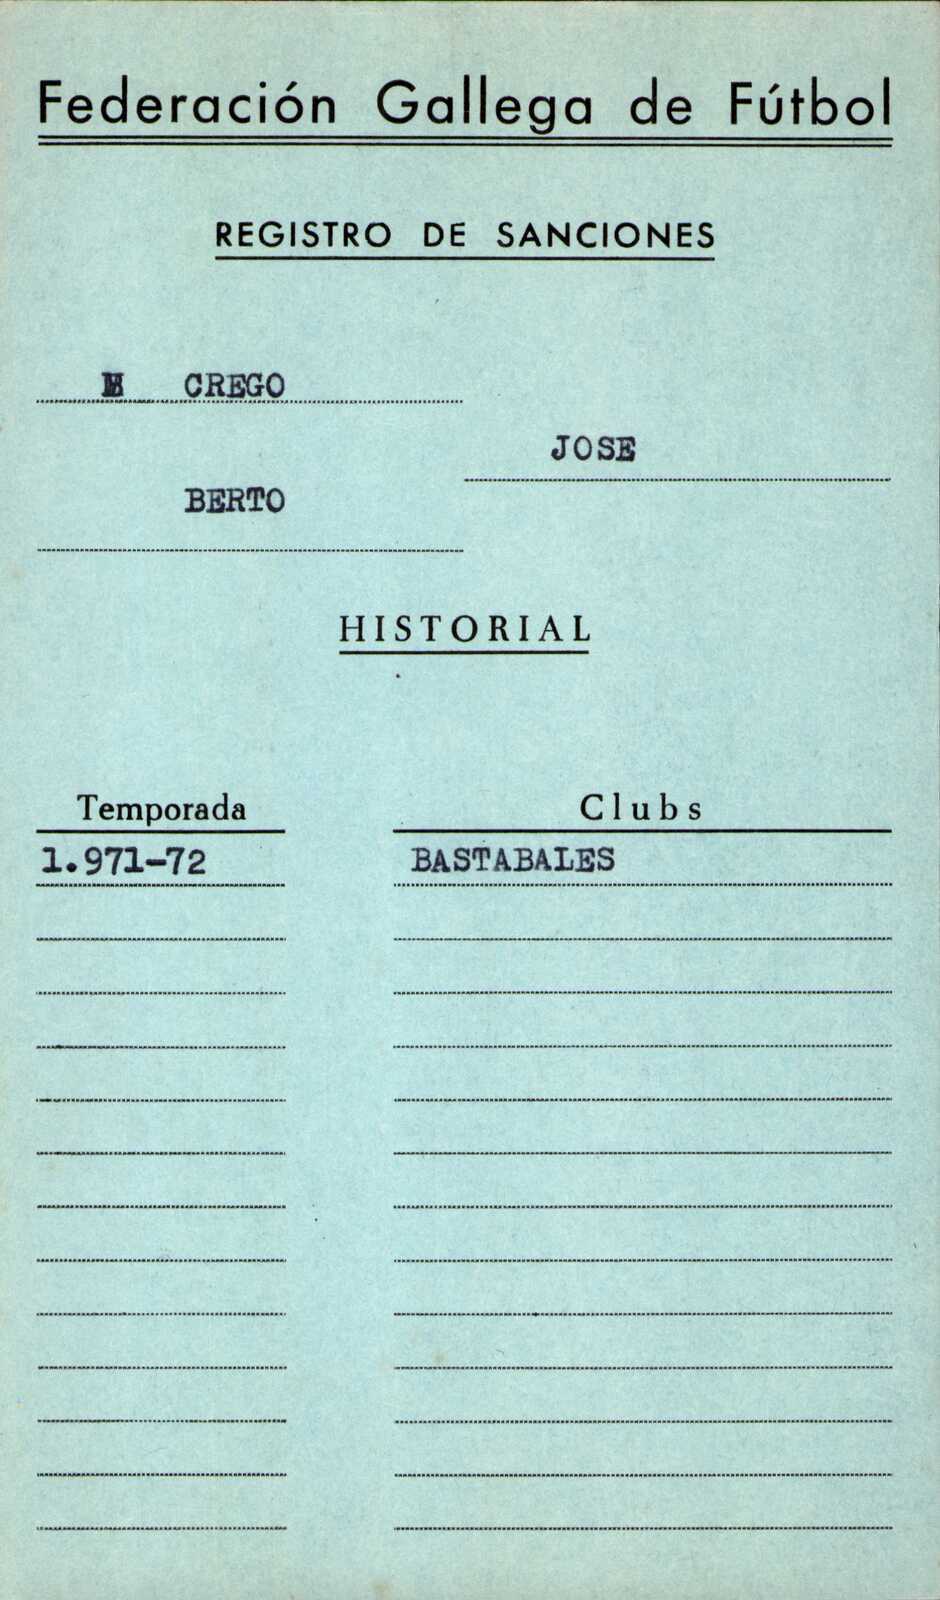 Federación Gallega de Fútbol
REGISTRO DE SANCIONES
CREGO
JOSE
BERTO
HISTORIAL
Temporada Clubs
1.971-72 BASTABALES